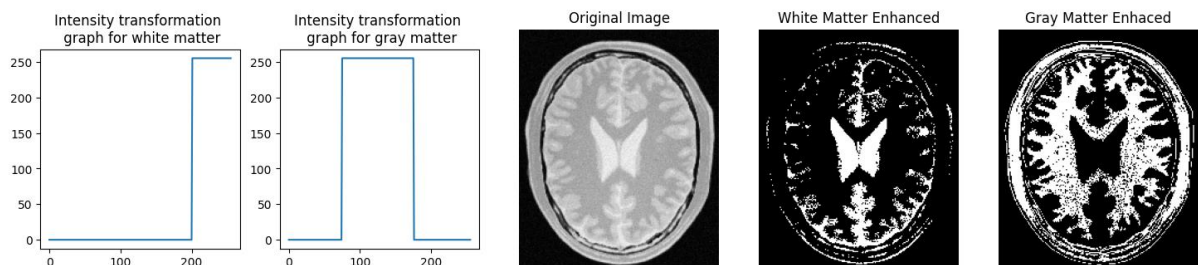 Intensity transformation
graph for white matter
250
200
150
100
50
0
0
100
200
Intensity transformation
graph for gray matter
250
200
150
100
50
0
0
100
200
Original Image
White Matter Enhanced
Gray Matter Enhaced